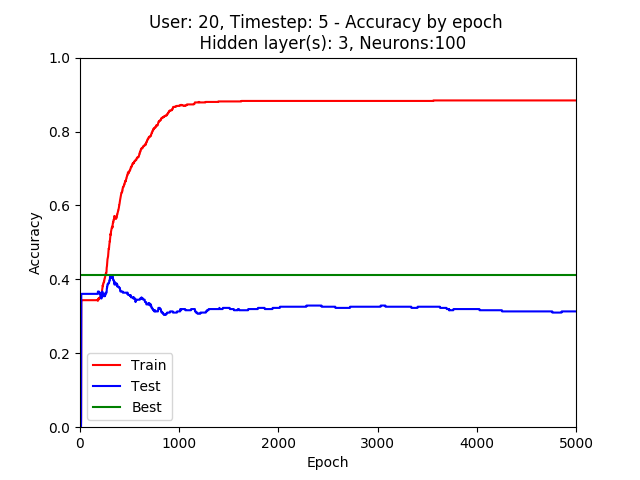 User: 20, Timestep: 5 - Accuracy by epoch
Hidden layer(s): 3, Neurons:100
1.0
0.8
0.6
0.4
0.2
0.0
Accuracy
Train
Test
Best
0 1000 2000 3000 4000 5000
Epoch